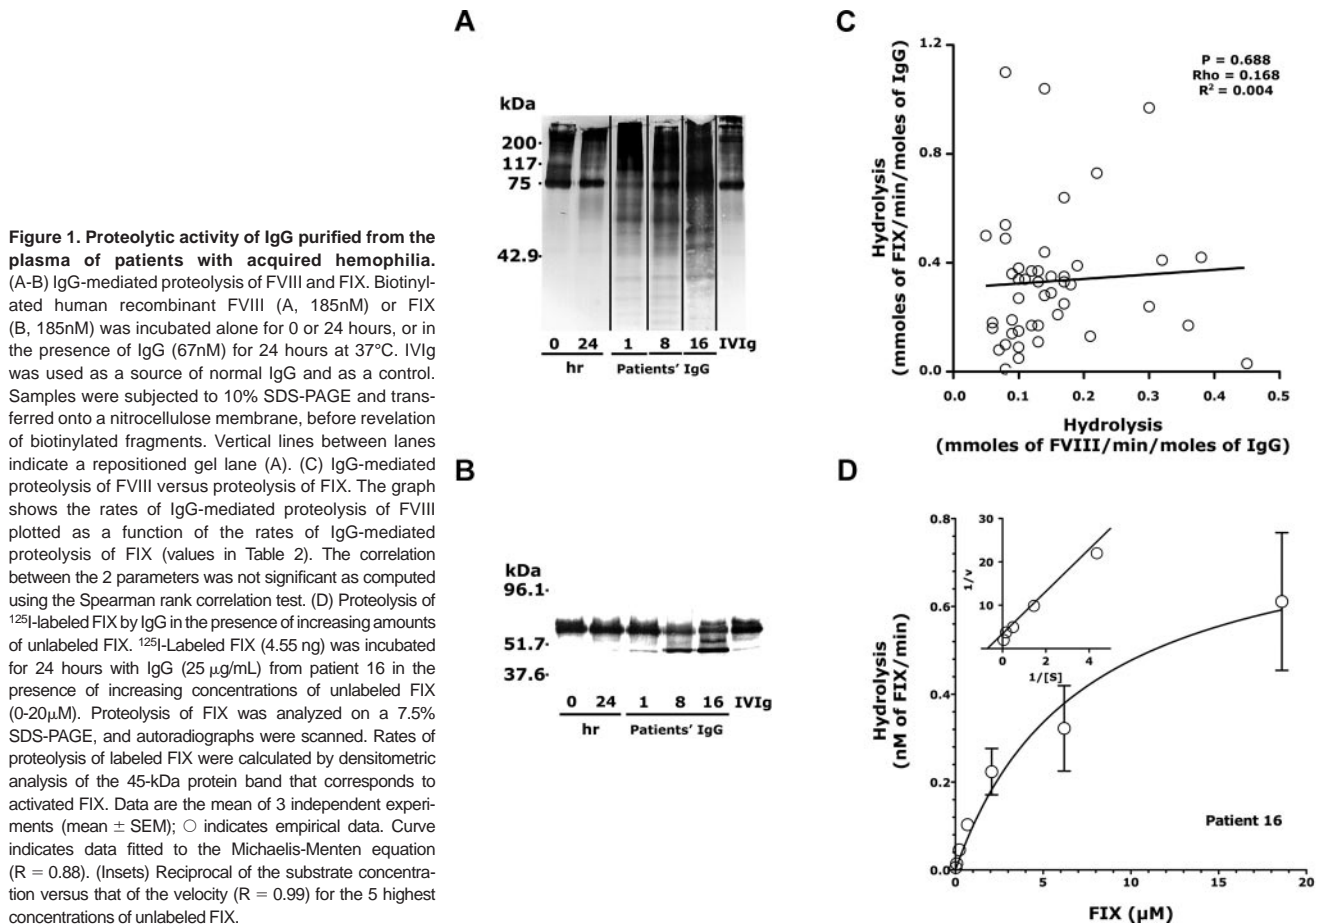 Figure 1. Proteolytic activity of IgG purified from the
plasma of patients with acquired hemophilia.
(A-B) IgG-mediated proteolysis of FVIII and FIX. Biotinyl-
ated human recombinant FVIII (A, 185nM) or FIX
(B, 185nM) was incubated alone for 0 or 24 hours, or in
the presence of IgG (67nM) for 24 hours at 37°C. IVIg
was used as a source of normal IgG and as a control.
Samples were subjected to 10% SDS-PAGE and trans-
ferred onto a nitrocellulose membrane, before revelation
of biotinylated fragments. Vertical lines between lanes
indicate a repositioned gel lane (A). (C) IgG-mediated
proteolysis of FVIII versus proteolysis of FIX. The graph
shows the rates of IgG-mediated proteolysis of FVIII
plotted as a function of the rates of IgG-mediated
proteolysis of FIX (values in Table 2). The correlation
between the 2 parameters was not significant as computed
using the Spearman rank correlation test. (D) Proteolysis of
¹²⁵I-labeled FIX by IgG in the presence of increasing amounts
of unlabeled FIX. ¹²⁵I-Labeled FIX (4.55 ng) was incubated
for 24 hours with IgG (25 μg/mL) from patient 16 in the
presence of increasing concentrations of unlabeled FIX
(0-20μM). Proteolysis of FIX was analyzed on a 7.5%
SDS-PAGE, and autoradiographs were scanned. Rates of
proteolysis of labeled FIX were calculated by densitometric
analysis of the 45-kDa protein band that corresponds to
activated FIX. Data are the mean of 3 independent experi-
ments (mean ± SEM); ○ indicates empirical data. Curve
indicates data fitted to the Michaelis-Menten equation
(R = 0.88). (Insets) Reciprocal of the substrate concentra-
tion versus that of the velocity (R = 0.99) for the 5 highest
concentrations of unlabeled FIX.
A
kDa
200
117
75
42.9
0 24 1 8 16 IVIg
hr Patients' IgG
B
kDa
96.1
51.7
37.6
0 24 1 8 16 IVIg
hr Patients' IgG
C
Hydrolysis
(mmoles of FIX/min/moles of IgG)
1.2
0.8
0.4
0.0
P = 0.688
Rho = 0.168
R² = 0.004
0.0 0.1 0.2 0.3 0.4 0.5
Hydrolysis
(mmoles of FVIII/min/moles of IgG)
D
Hydrolysis
(nM of FIX/min)
0.8
0.6
0.4
0.2
0.0
1/v
30
20
10
0 2 4
1/[S]
Patient 16
0 5 10 15 20
FIX (μM)